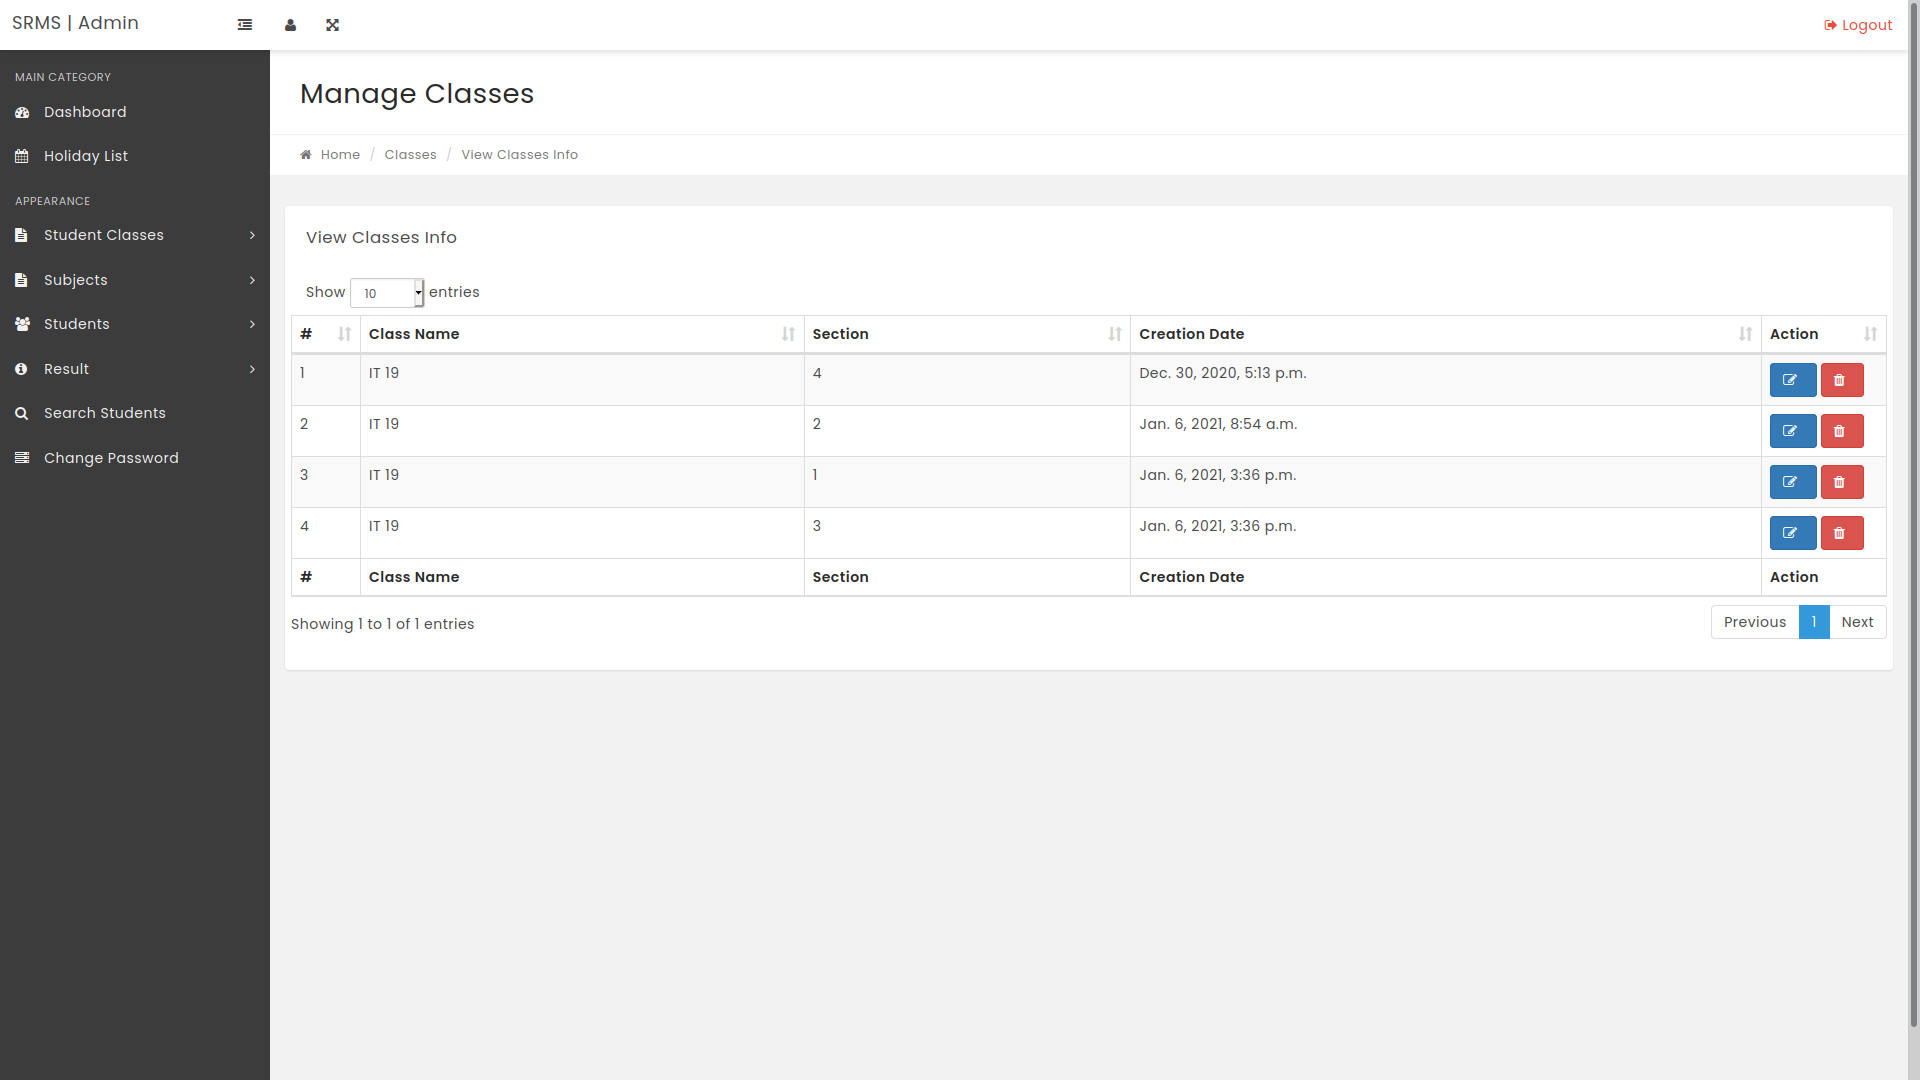 SRMS | Admin
Logout
MAIN CATEGORY
Dashboard
Holiday List
APPEARANCE
Student Classes
Subjects
Students
Result
Search Students
Change Password
Manage Classes
Home / Classes / View Classes Info
View Classes Info
Show 10 entries
# Class Name Section Creation Date Action
1 IT 19 4 Dec. 30, 2020, 5:13 p.m.
2 IT 19 2 Jan. 6, 2021, 8:54 a.m.
3 IT 19 1 Jan. 6, 2021, 3:36 p.m.
4 IT 19 3 Jan. 6, 2021, 3:36 p.m.
# Class Name Section Creation Date Action
Showing 1 to 1 of 1 entries
Previous 1 Next